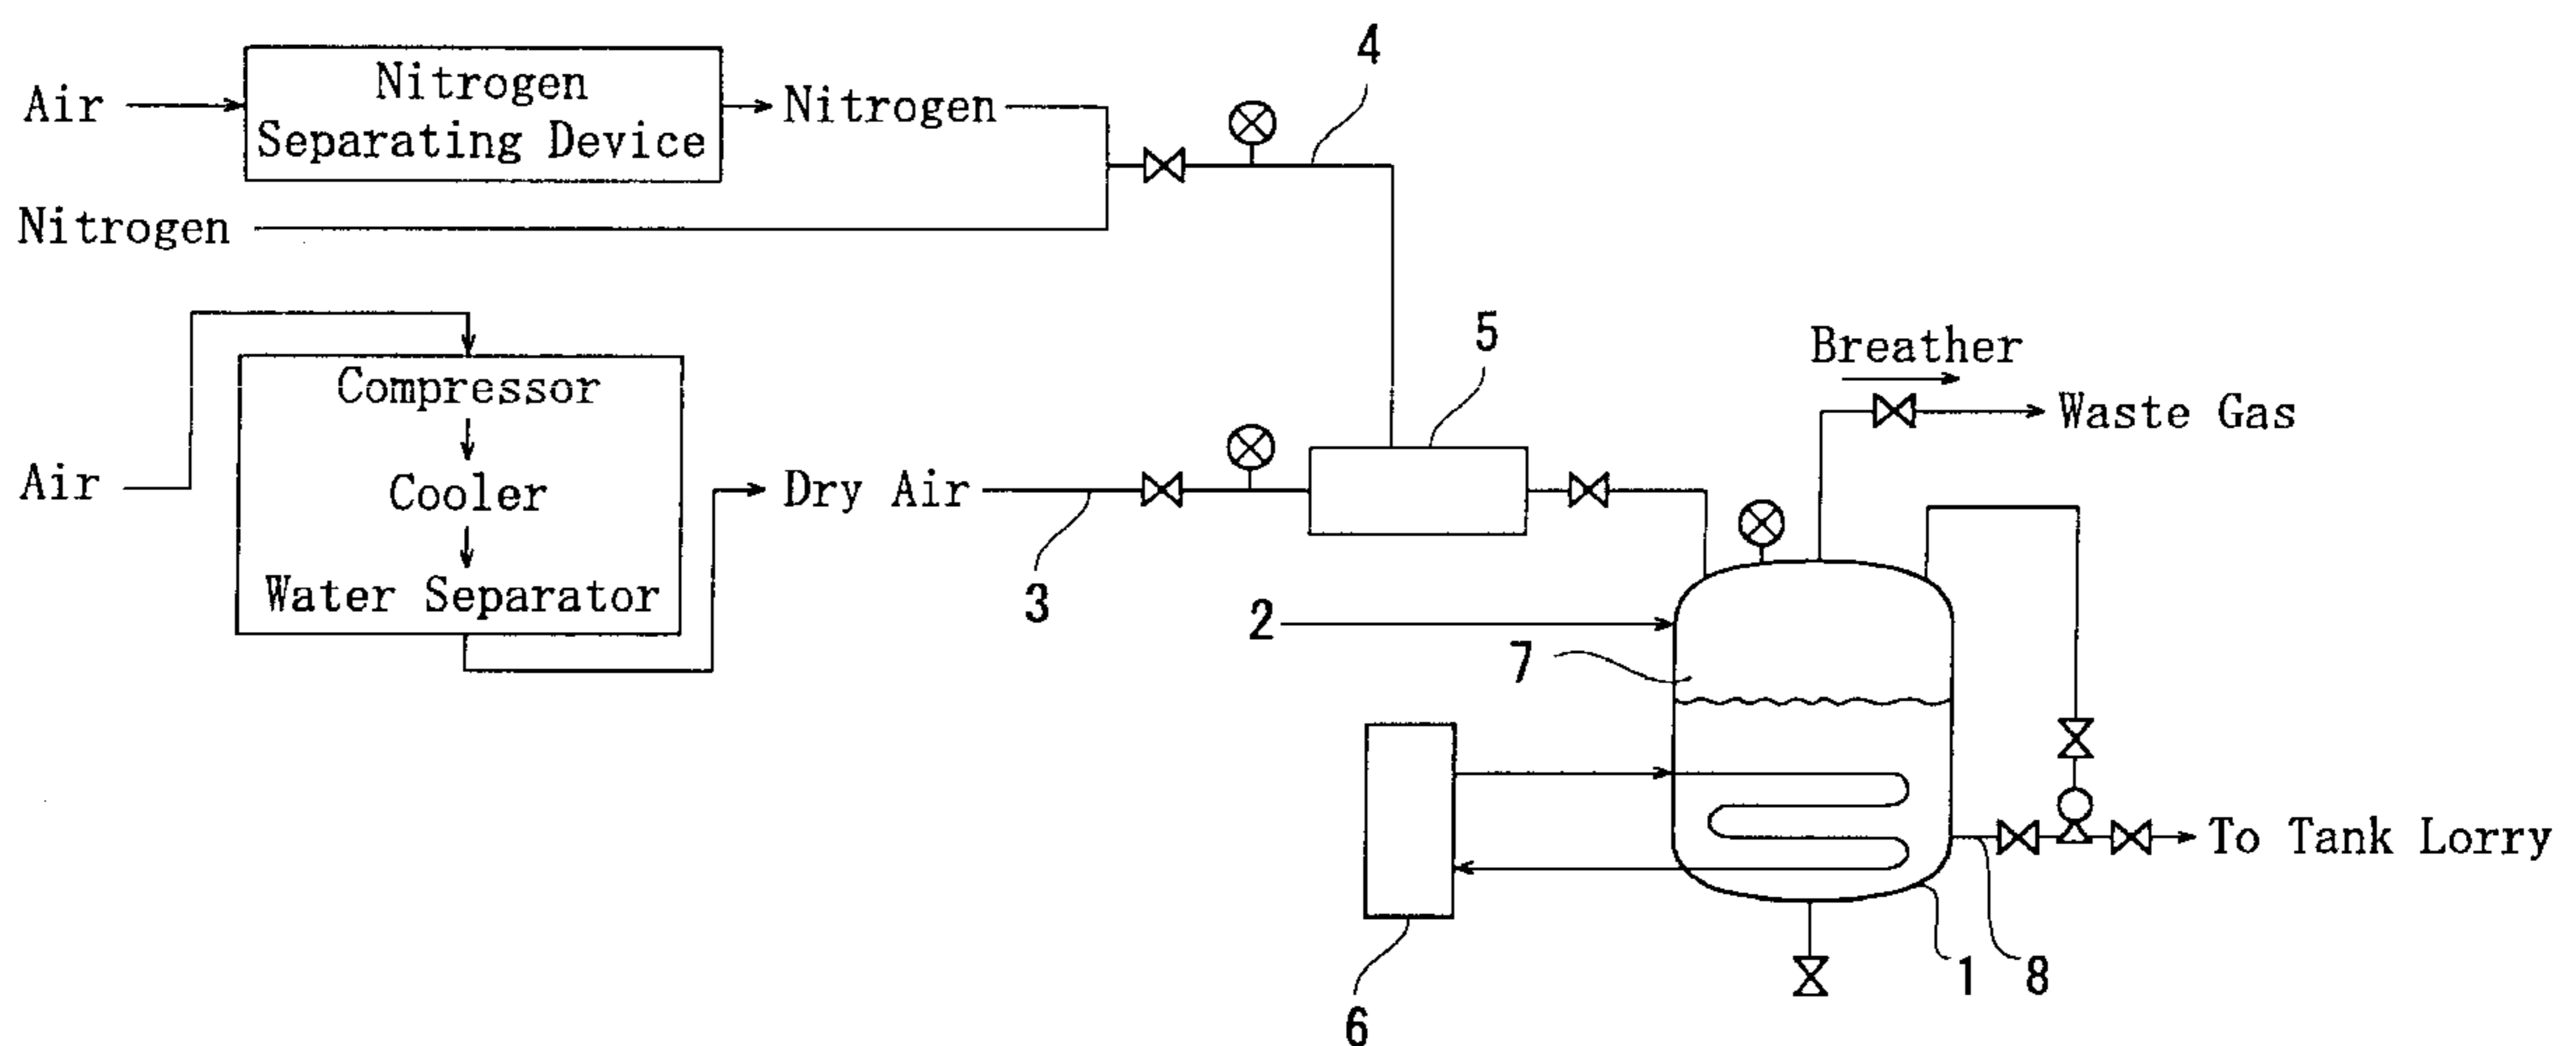 4
Nitrogen
Separating Device
Air
Nitrogen
Nitrogen
5
Breather
Waste Gas
Compressor
Cooler
Water Separator
Air
Dry Air
3
2
7
To Tank Lorry
1
8
6